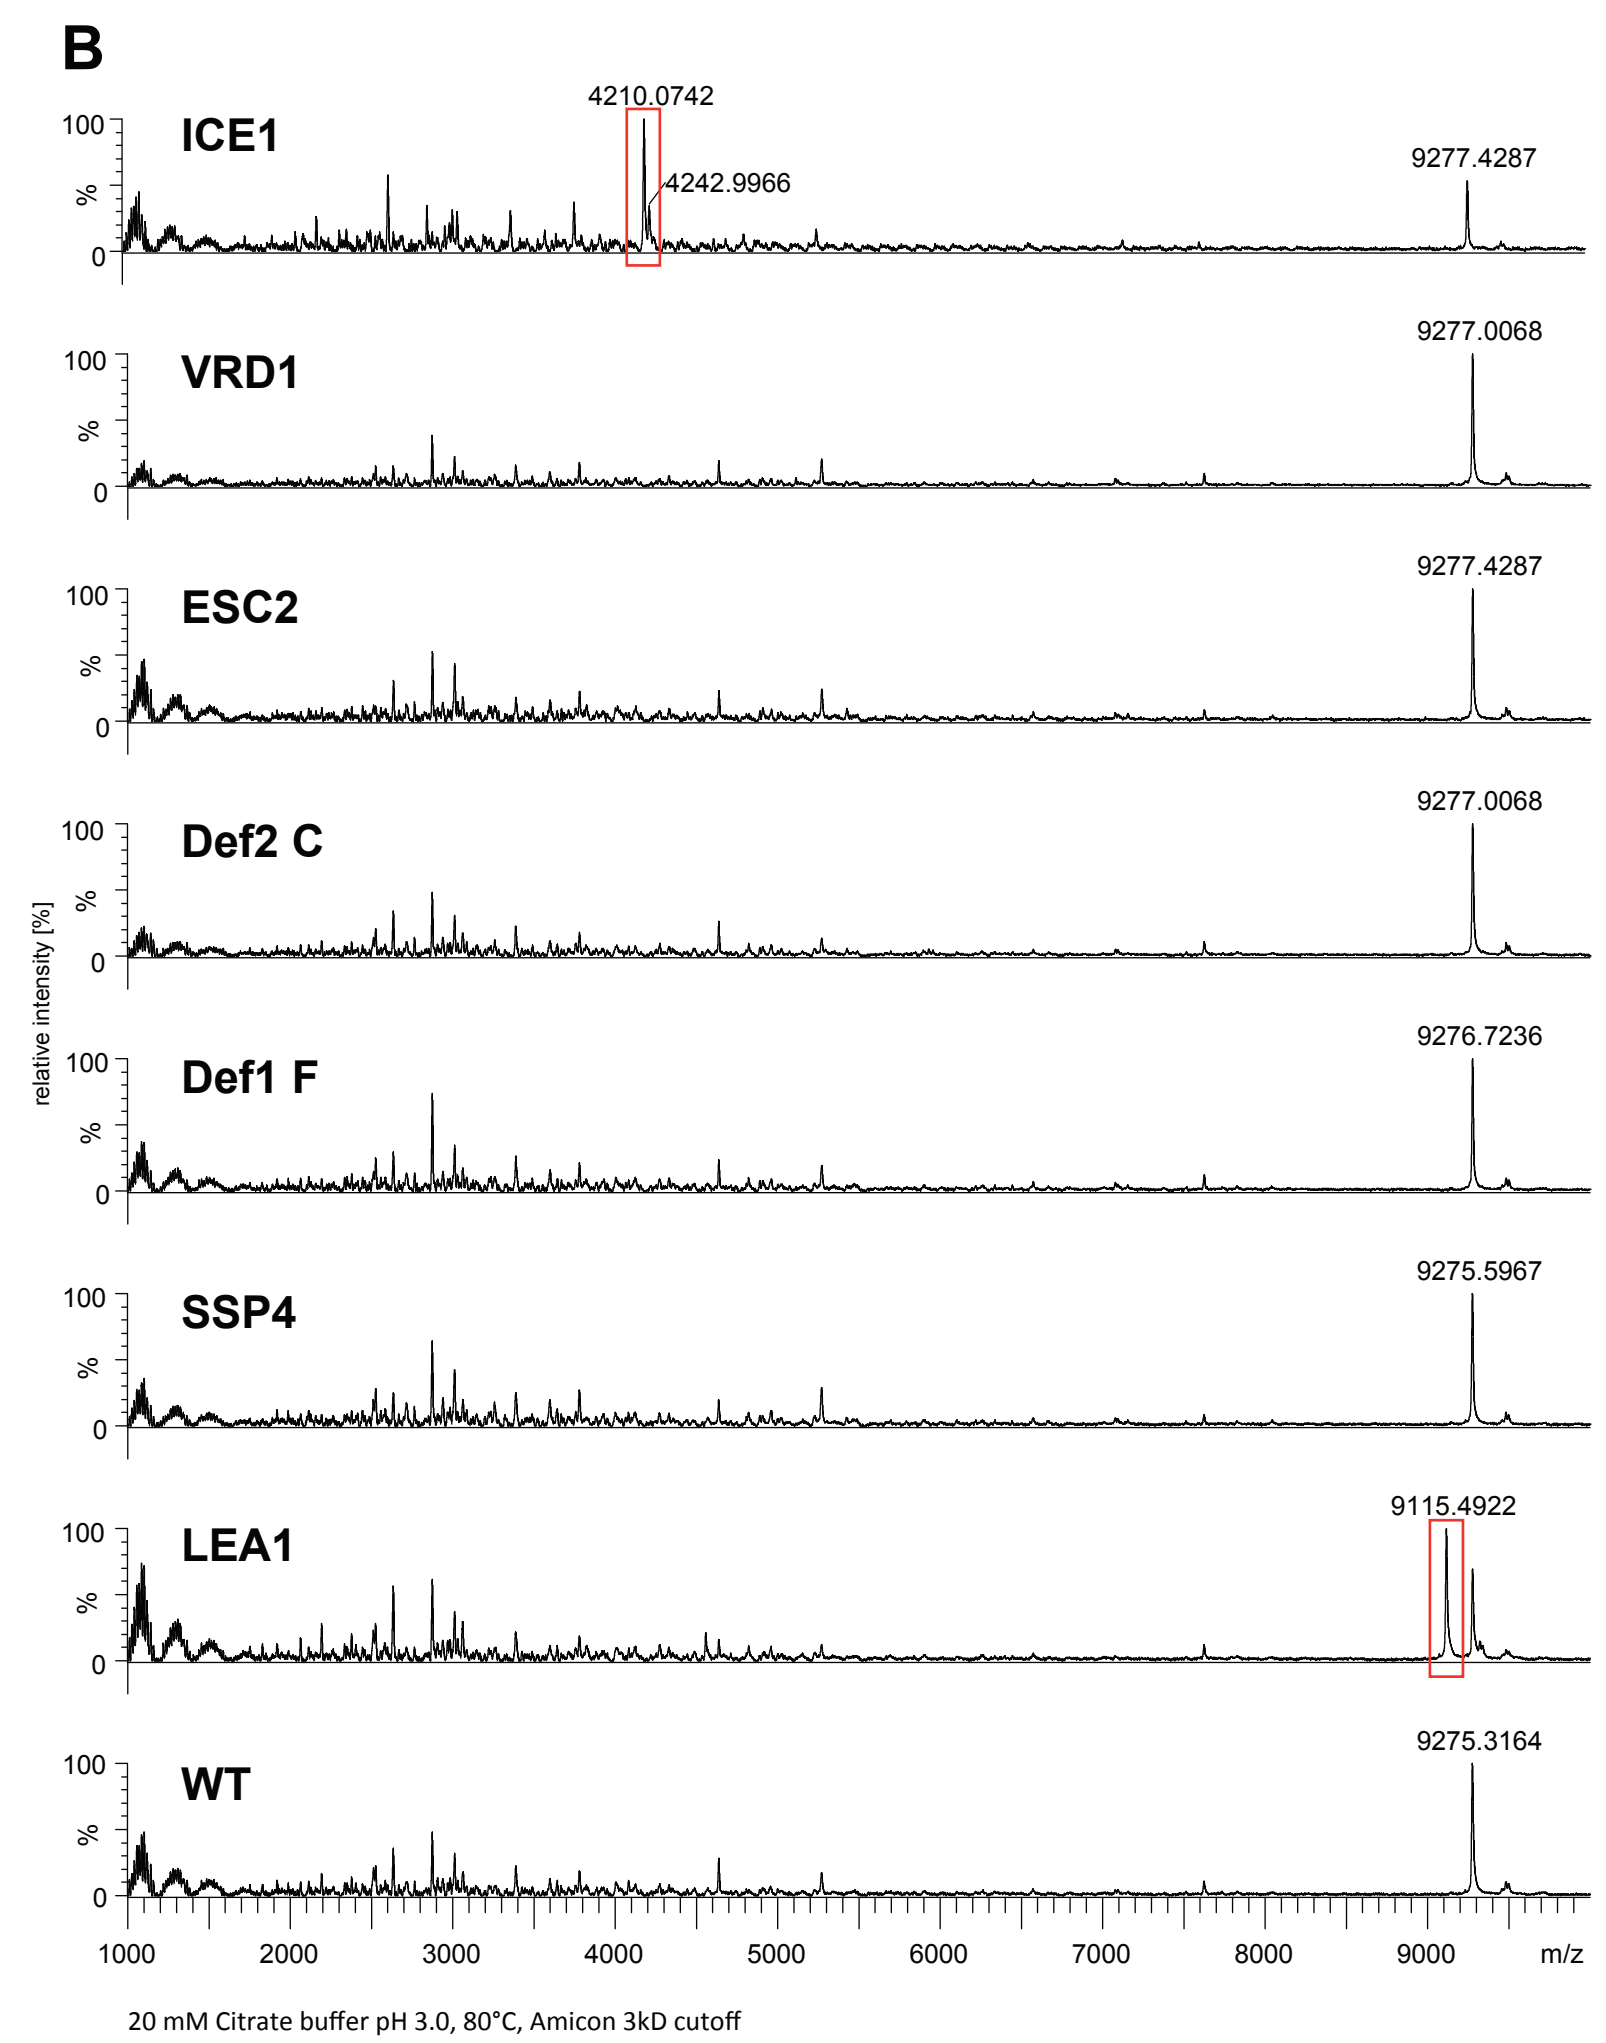 B
4210.0742
100
ICE1
9277.4287
4242.9966
%
0
9277.0068
100
VRD1
%
0
9277.4287
100
ESC2
%
0
9277.0068
100
Def2 C
%
0
relative intensity [%]
9276.7236
100
Def1 F
%
0
9275.5967
100
SSP4
%
0
9115.4922
100
LEA1
%
0
9275.3164
100
WT
%
0
1000 2000 3000 4000 5000 6000 7000 8000 9000 m/z
20 mM Citrate buffer pH 3.0, 80°C, Amicon 3kD cutoff